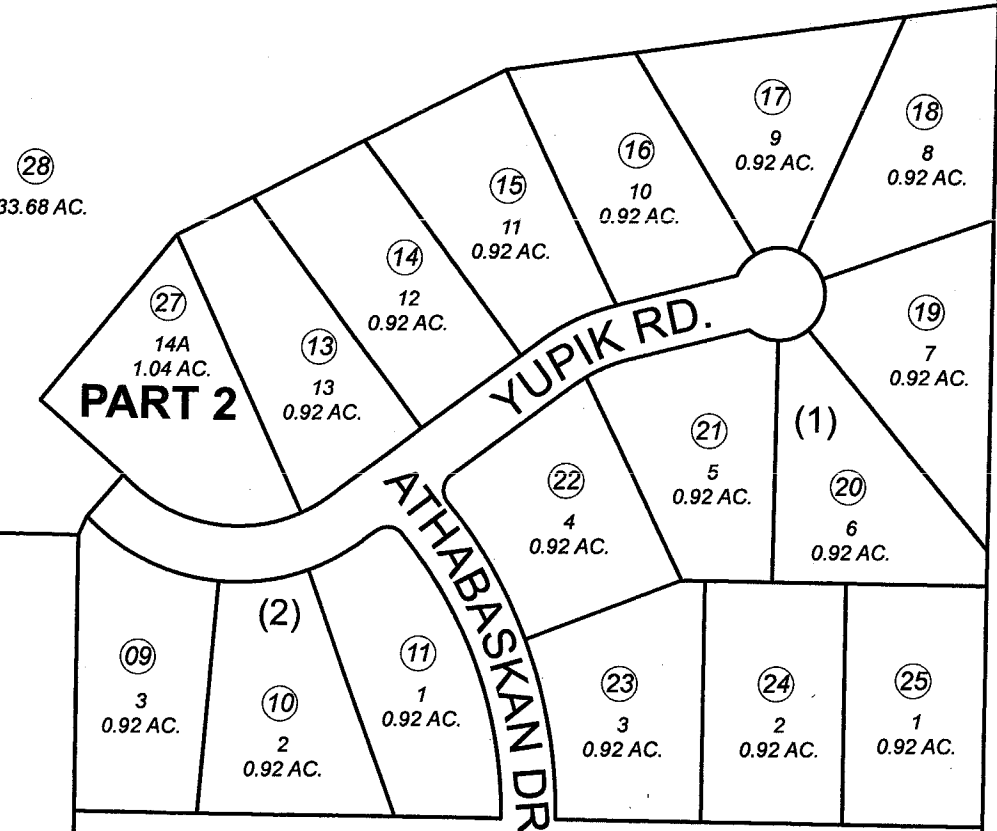 28
33.68 AC.
27
14A
1.04 AC.
PART 2
13
13
0.92 AC.
14
12
0.92 AC.
15
11
0.92 AC.
16
10
0.92 AC.
17
9
0.92 AC.
18
8
0.92 AC.
19
7
0.92 AC.
YUPIK RD.
(1)
20
6
0.92 AC.
21
5
0.92 AC.
22
4
0.92 AC.
ATHABASKAN DR
(2)
09
3
0.92 AC.
10
2
0.92 AC.
11
1
0.92 AC.
23
3
0.92 AC.
24
2
0.92 AC.
25
1
0.92 AC.